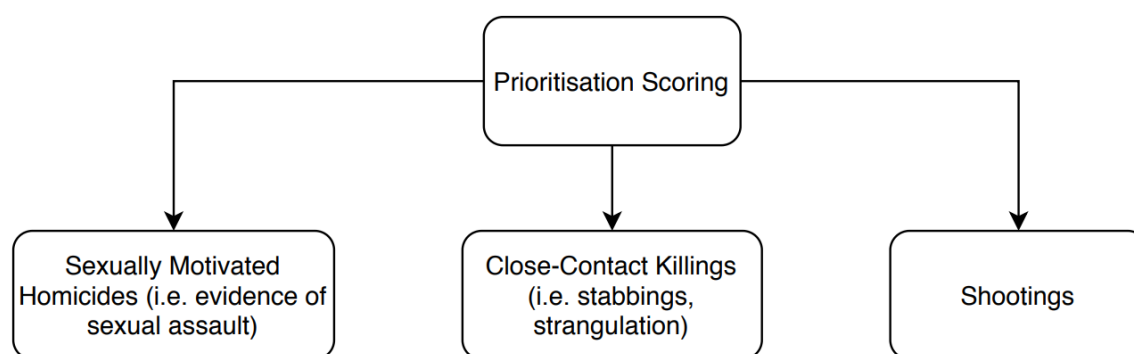 Prioritisation Scoring
Sexually Motivated
Homicides (i.e. evidence of
sexual assault)
Close-Contact Killings
(i.e. stabbings,
strangulation)
Shootings